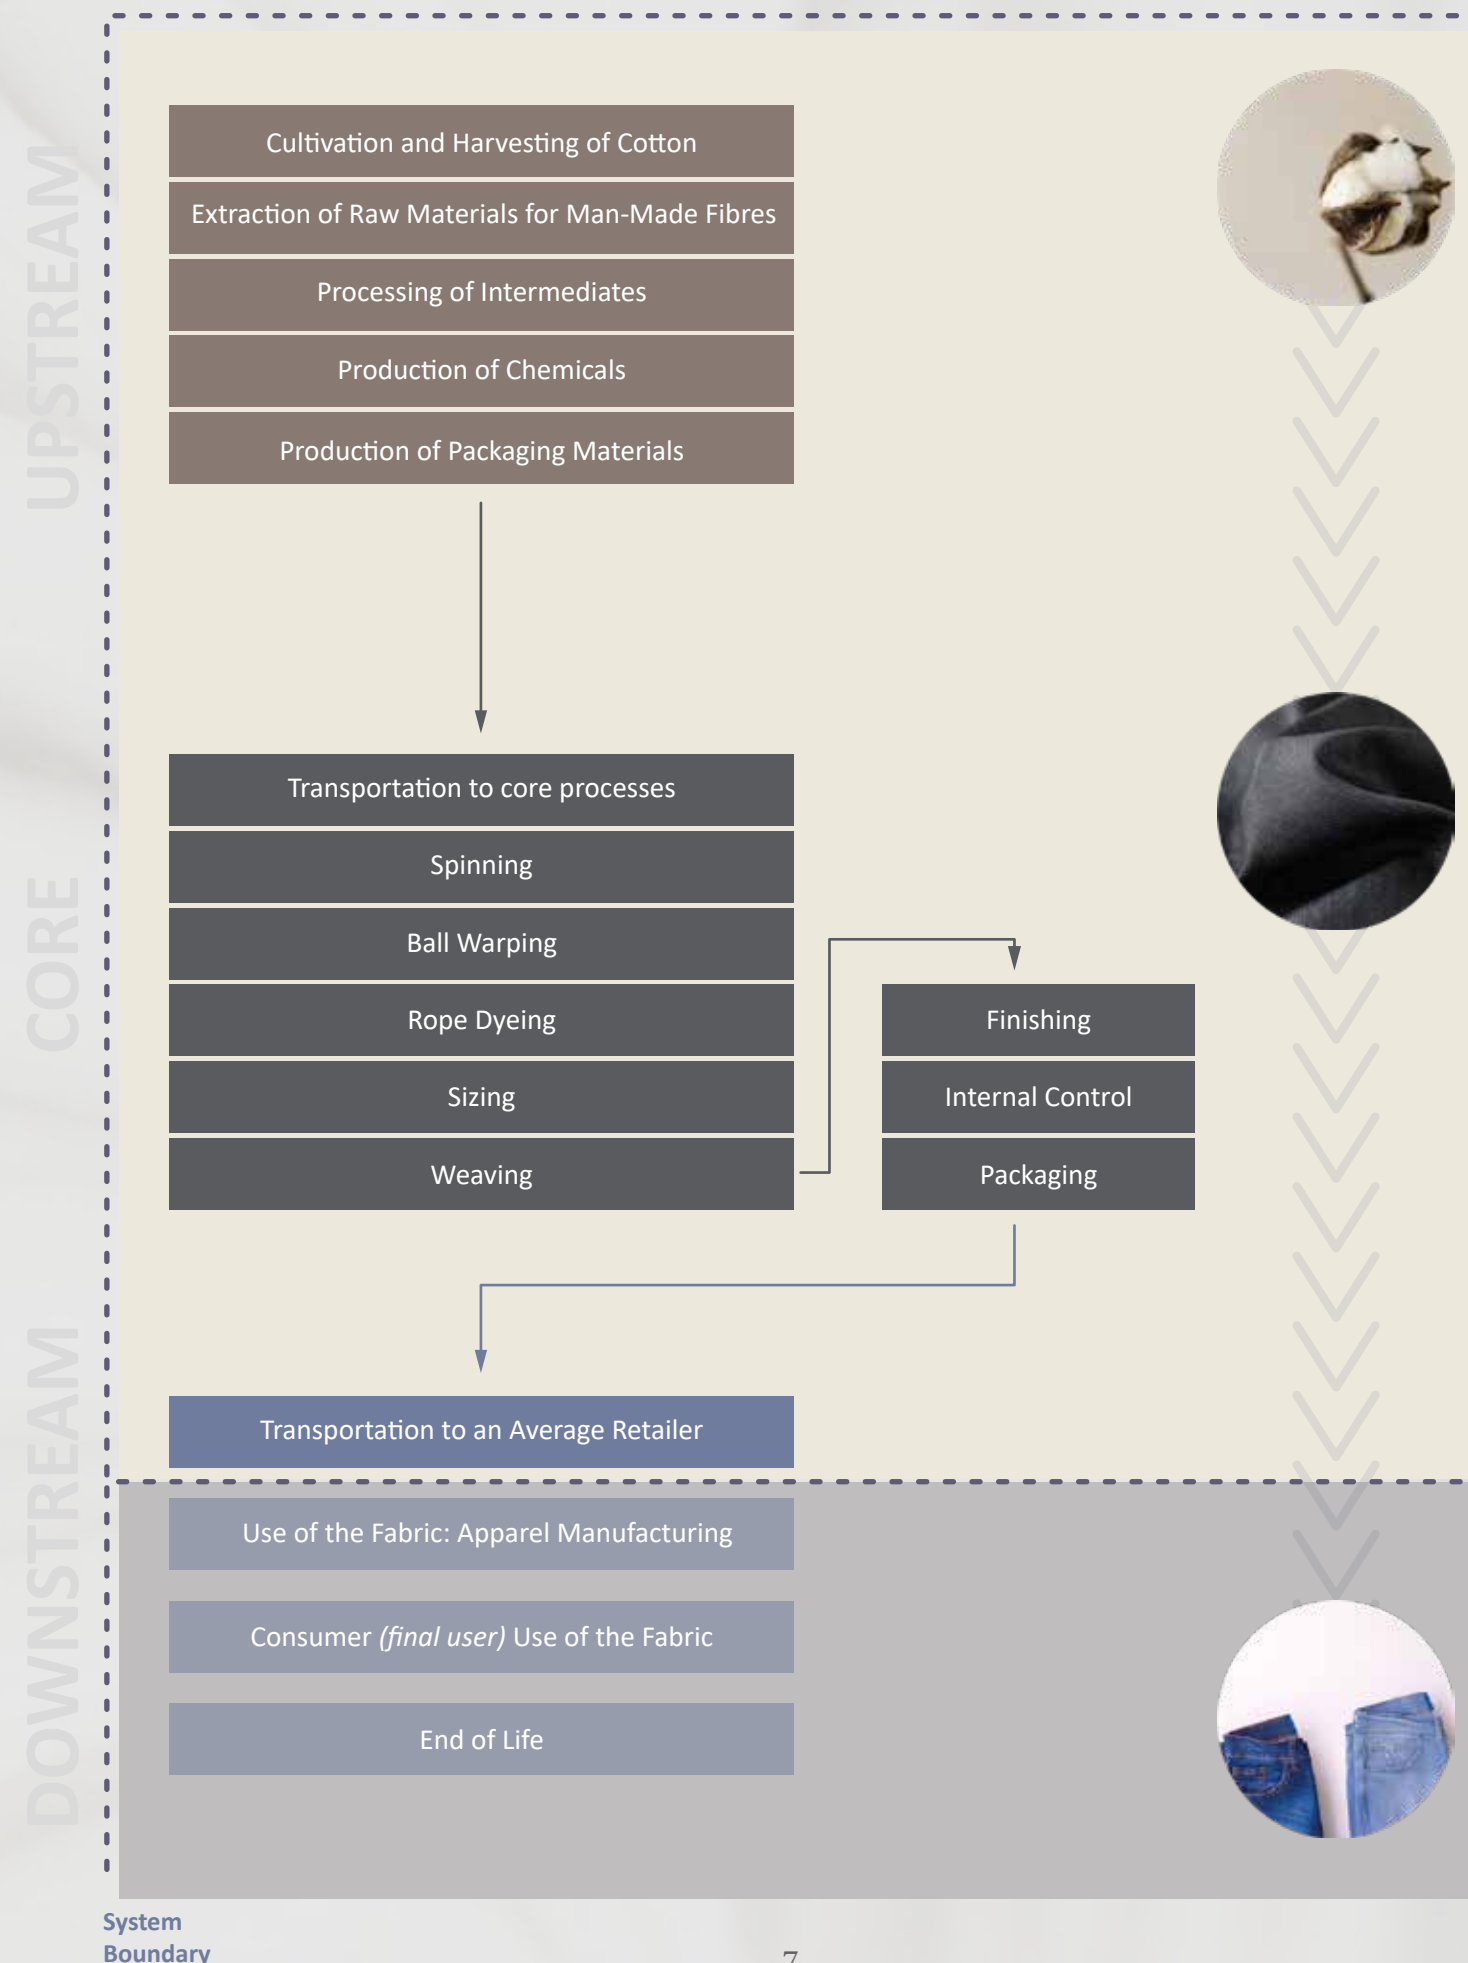 UPSTREAM
Cultivation and Harvesting of Cotton
Extraction of Raw Materials for Man-Made Fibres
Processing of Intermediates
Production of Chemicals
Production of Packaging Materials
CORE
Transportation to core processes
Spinning
Ball Warping
Rope Dyeing
Sizing
Weaving
Finishing
Internal Control
Packaging
DOWNSTREAM
Transportation to an Average Retailer
Use of the Fabric: Apparel Manufacturing
Consumer (final user) Use of the Fabric
End of Life
System
Boundary
7